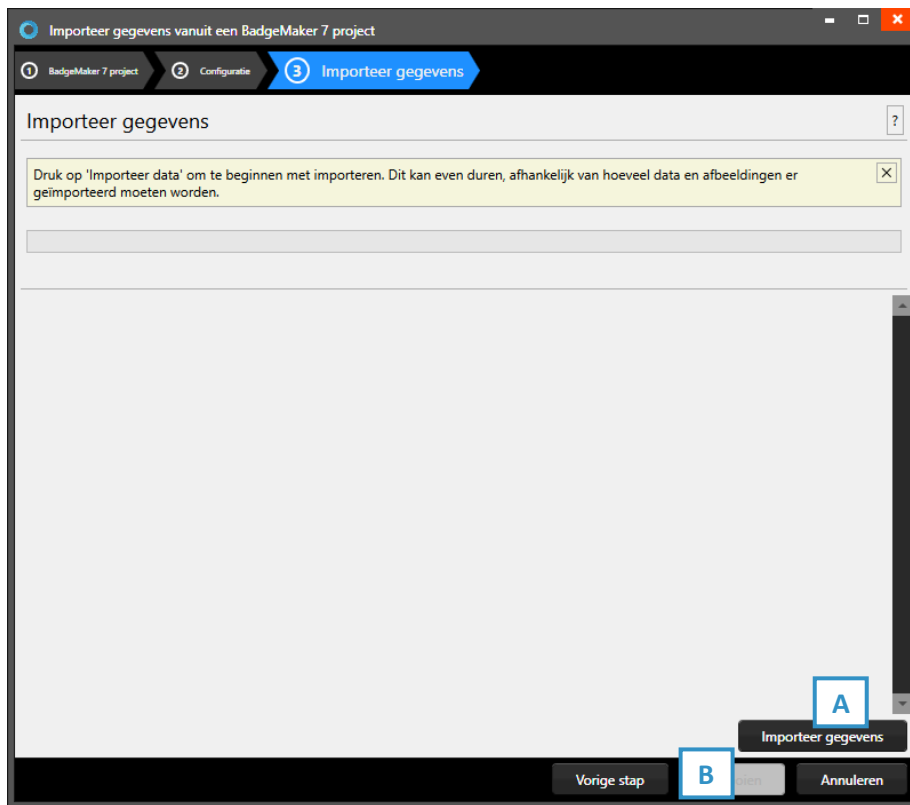 Importeer gegevens vanuit een BadgeMaker 7 project
1 BadgeMaker 7 project 2 Configuratie 3 Importeer gegevens
Importeer gegevens ?
Druk op 'Importeer data' om te beginnen met importeren. Dit kan even duren, afhankelijk van hoeveel data en afbeeldingen er
geïmporteerd moeten worden.
A
Importeer gegevens
Vorige stap B Annuleren